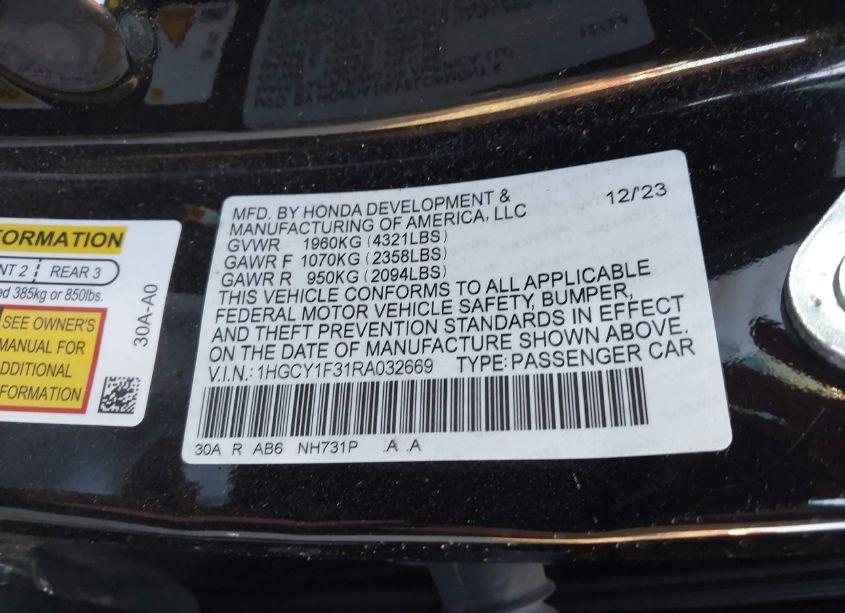 MFD. BY HONDA DEVELOPMENT & MANUFACTURING OF AMERICA, LLC 12/'23
GVWR 1960KG (4321LBS)
GAWR F 1070KG (2358LBS)
GAWR R 950KG (2094LBS)
THIS VEHICLE CONFORMS TO ALL APPLICABLE
FEDERAL MOTOR VEHICLE SAFETY, BUMPER,
AND THEFT PREVENTION STANDARDS IN EFFECT
ON THE DATE OF MANUFACTURE SHOWN ABOVE.
V.I.N.: 1HGCY1F31RA032669 TYPE: PASSENGER CAR
30A R AB6 NH731P .A .A
FORMATION
NT 2 REAR 3
ed 385kg or 850lbs.
SEE OWNER'S
MANUAL FOR
ADDITIONAL
FORMATION
30A-A0